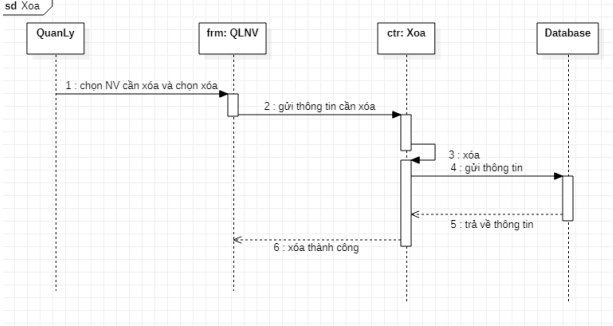 sd Xoa
QuanLy
frm: QLNV
ctr: Xoa
Database
1 : chọn NV cần xóa và chọn xóa
2 : gửi thông tin cần xóa
3 : xóa
4 : gửi thông tin
5 : trả về thông tin
6 : xóa thành công